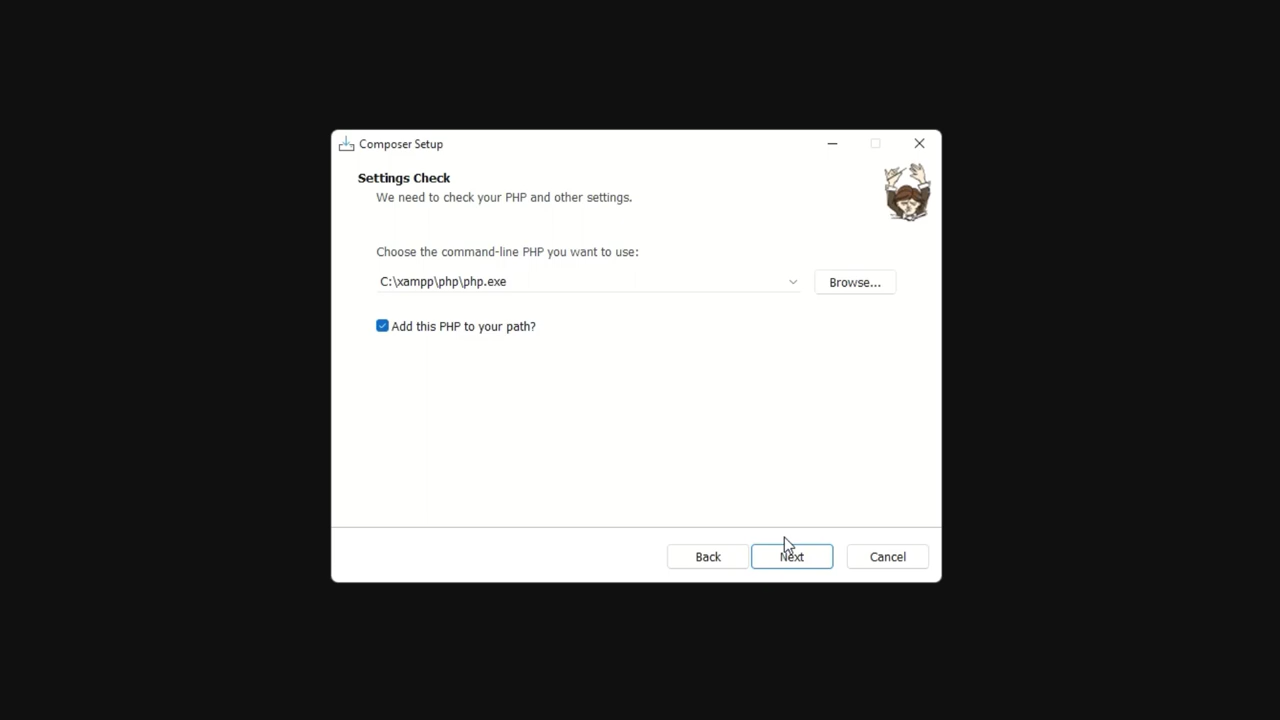 Composer Setup
Settings Check
We need to check your PHP and other settings.
Choose the command-line PHP you want to use:
C:\xampp\php\php.exe
Browse...
Add this PHP to your path?
Back
Next
Cancel